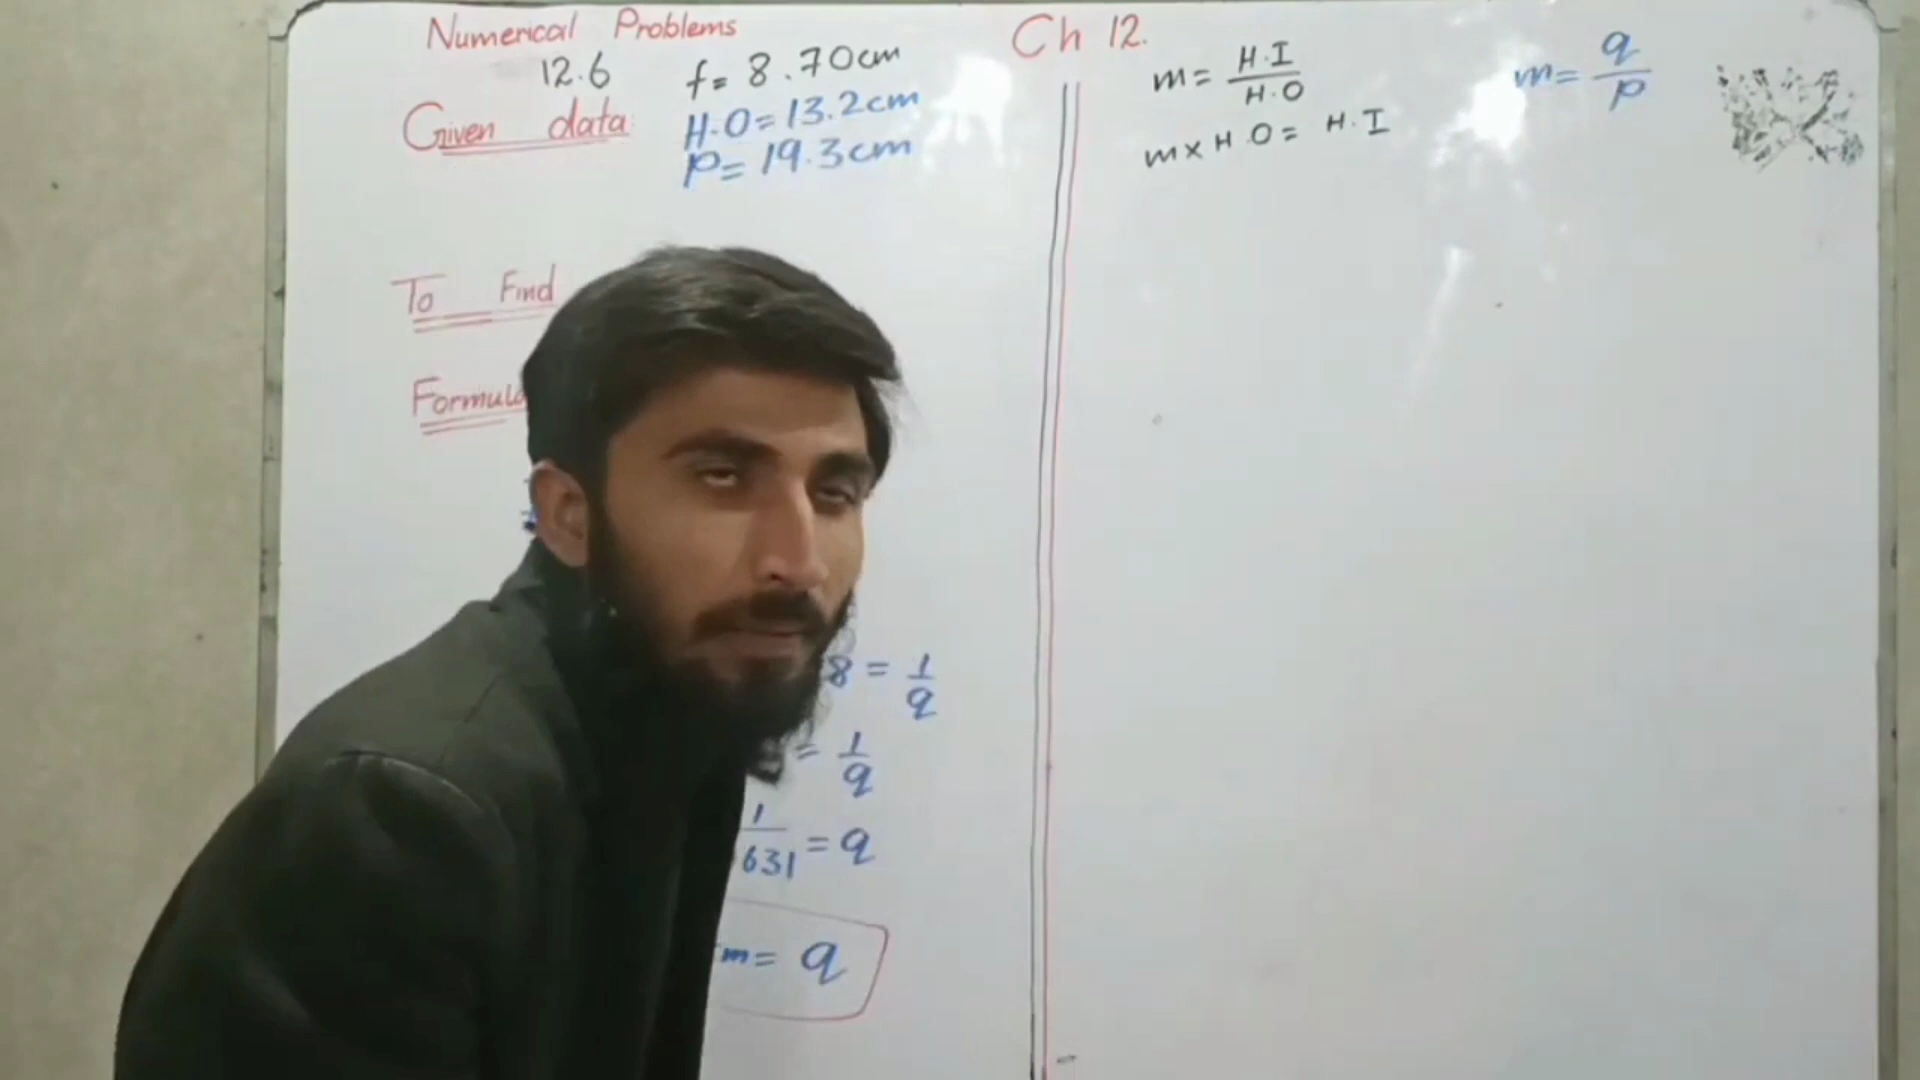 Numerical Problems
Ch 12.
12.6 f= 8.70cm
Given data H.O=13.2cm
P= 19.3cm
To Find
Formula
8 = 1/q
= 1/q
1/631 = q
m= q
m= H.I/H.O
m= q/p
m×H.O= H.I